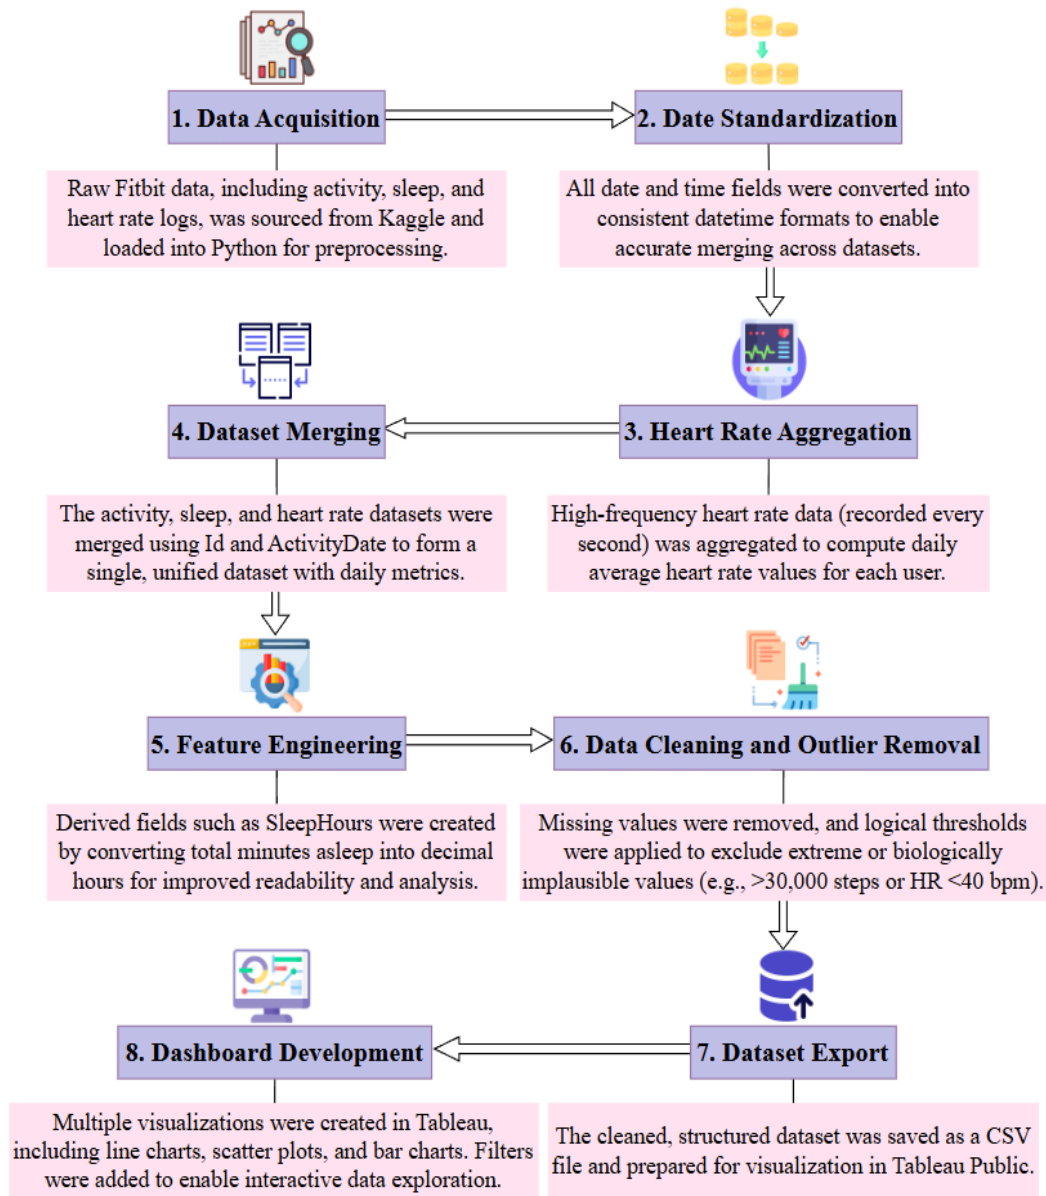 1. Data Acquisition
Raw Fitbit data, including activity, sleep, and
heart rate logs, was sourced from Kaggle and
loaded into Python for preprocessing.
2. Date Standardization
All date and time fields were converted into
consistent datetime formats to enable
accurate merging across datasets.
3. Heart Rate Aggregation
High-frequency heart rate data (recorded every
second) was aggregated to compute daily
average heart rate values for each user.
4. Dataset Merging
The activity, sleep, and heart rate datasets were
merged using Id and ActivityDate to form a
single, unified dataset with daily metrics.
5. Feature Engineering
Derived fields such as SleepHours were created
by converting total minutes asleep into decimal
hours for improved readability and analysis.
6. Data Cleaning and Outlier Removal
Missing values were removed, and logical thresholds
were applied to exclude extreme or biologically
implausible values (e.g., >30,000 steps or HR <40 bpm).
7. Dataset Export
The cleaned, structured dataset was saved as a CSV
file and prepared for visualization in Tableau Public.
8. Dashboard Development
Multiple visualizations were created in Tableau,
including line charts, scatter plots, and bar charts. Filters
were added to enable interactive data exploration.